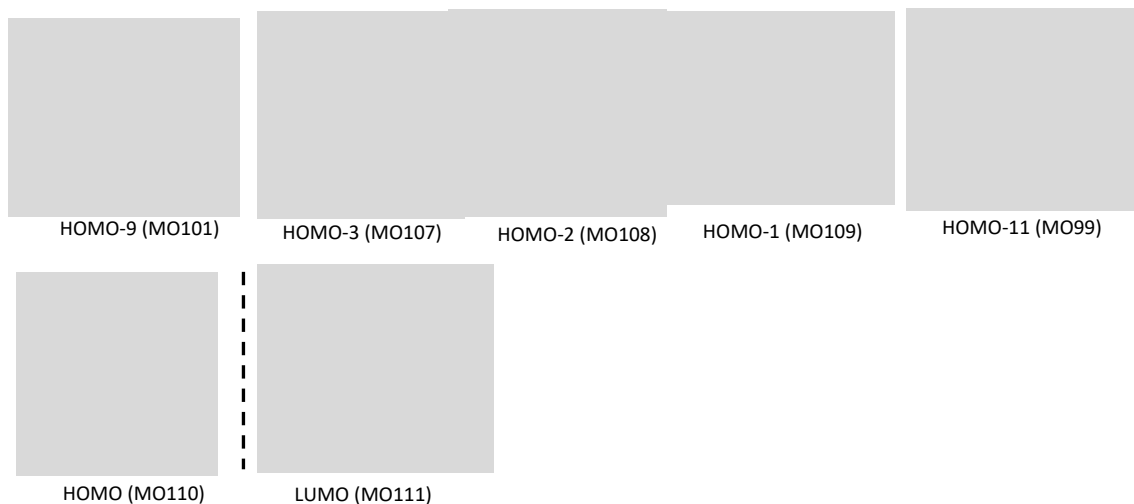 HOMO-9 (MO101)
HOMO-3 (MO107)
HOMO-2 (MO108)
HOMO-1 (MO109)
HOMO-11 (MO99)
HOMO (MO110)
LUMO (MO111)